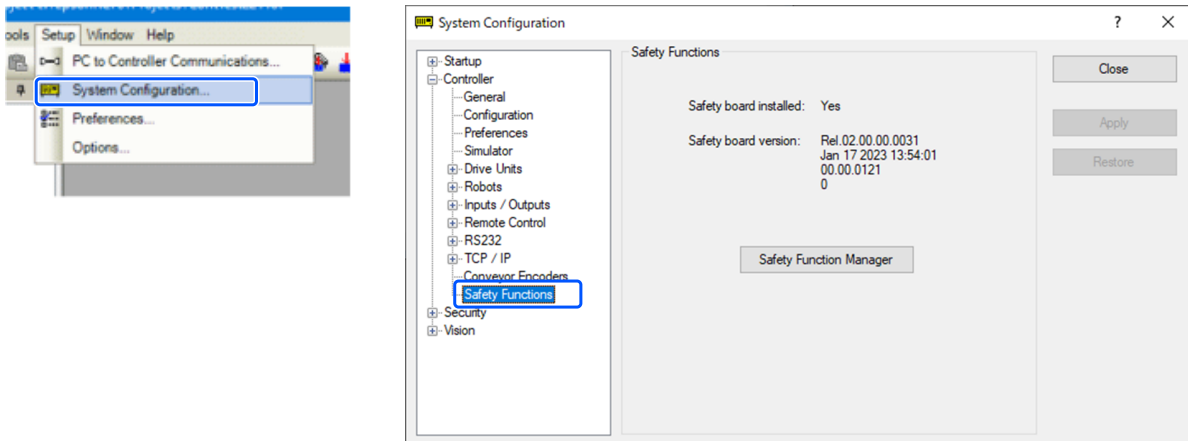 ools Setup Window Help
PC to Controller Communications...
System Configuration...
Preferences...
Options...
System Configuration
? ×
Startup
Controller
General
Configuration
Preferences
Simulator
Drive Units
Robots
Inputs / Outputs
Remote Control
RS232
TCP / IP
Conveyor Encoders
Safety Functions
Security
Vision
Safety Functions
Safety board installed: Yes
Safety board version: Rel.02.00.00.0031
Jan 17 2023 13:54:01
00.00.0121
0
Safety Function Manager
Close
Apply
Restore